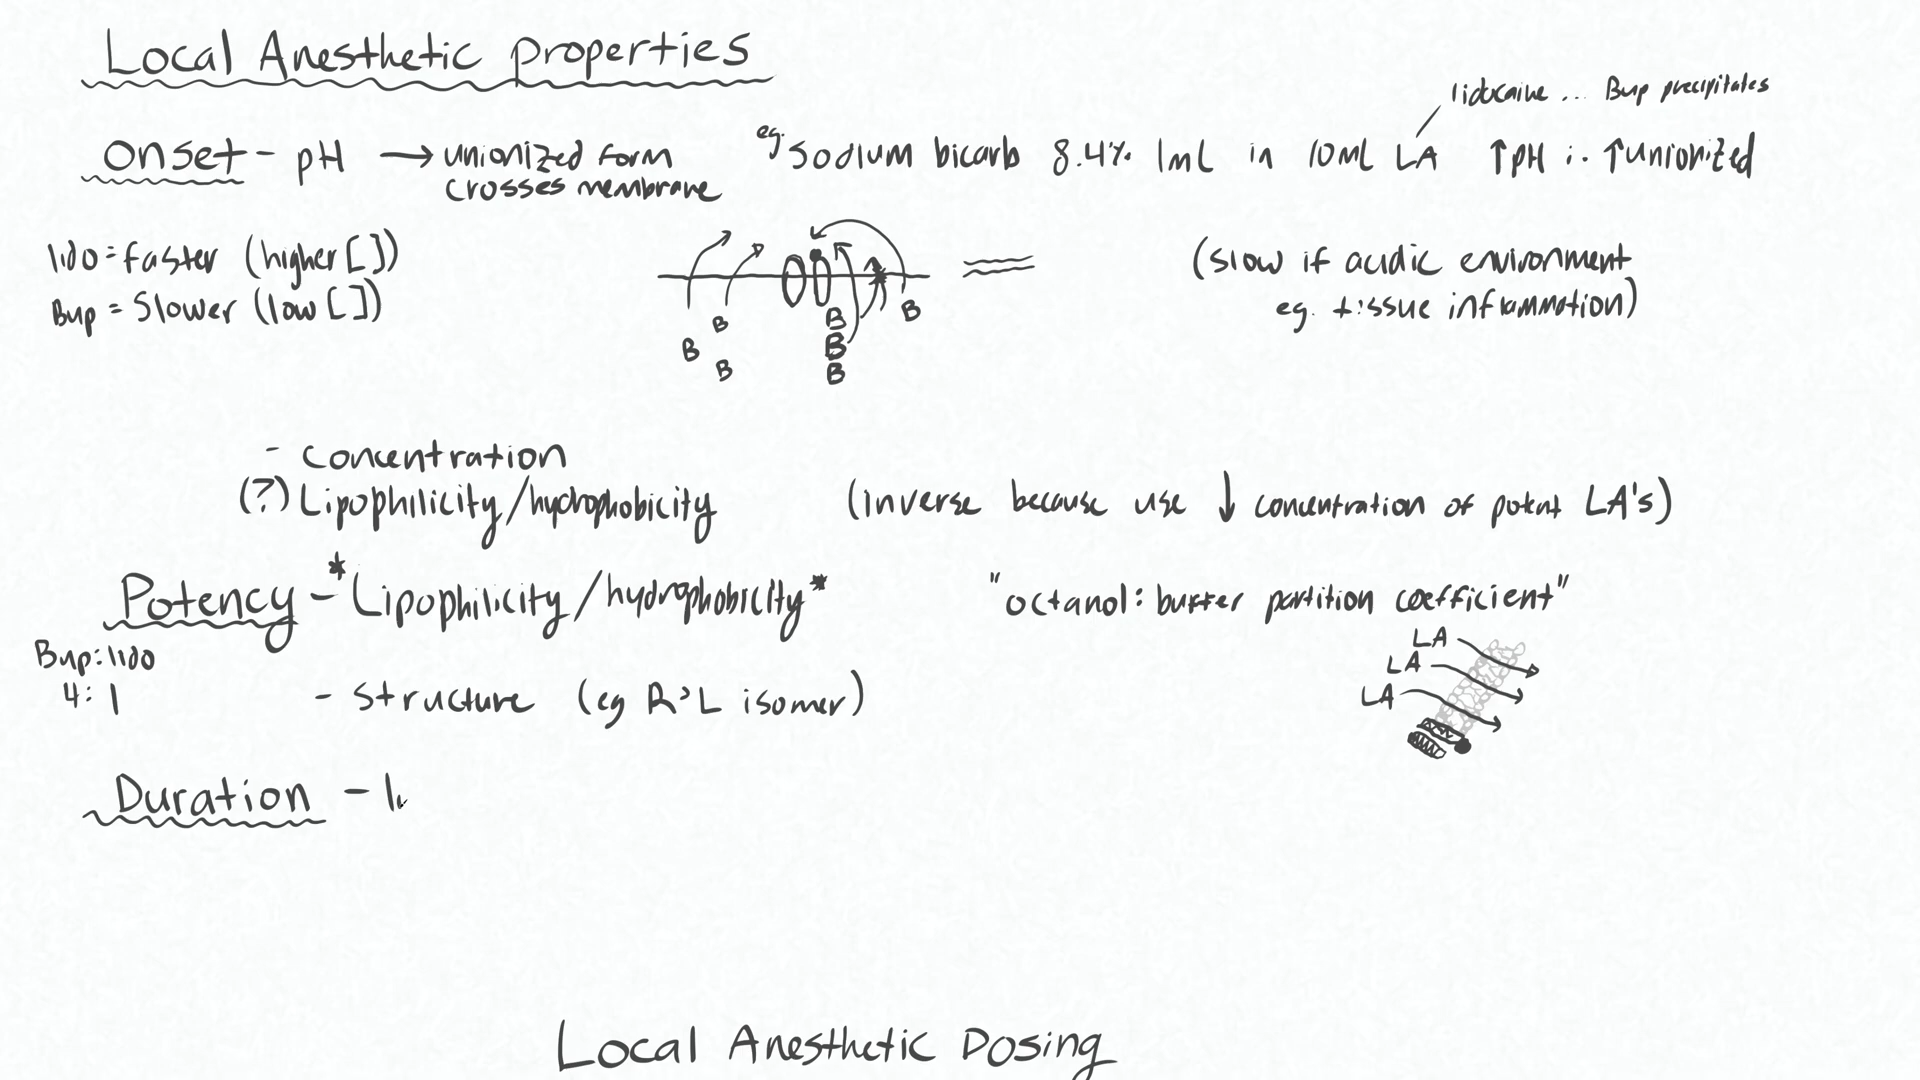 Local Anesthetic properties
lidocaine ... Bup precipitates
onset - pH → unionized form
crosses membrane
eg. Sodium bicarb 8.4% 1mL in 10mL LA ↑pH ∴ ↑unionized
lido = faster (higher [ ])
Bup = slower (low [ ])
(slow if acidic environment
eg. tissue inflammation)
B
B
B
B
B
B
B
- concentration
(?) Lipophilicity/hydrophobicity (inverse because use ↓ concentration of potent LA's)
Potency - *Lipophilicity/hydrophobicity* "octanol: buffer partition coefficient"
Bup:lido
4:1
LA
LA
LA
- structure (eg R>L isomer)
Duration -
Local Anesthetic Dosing